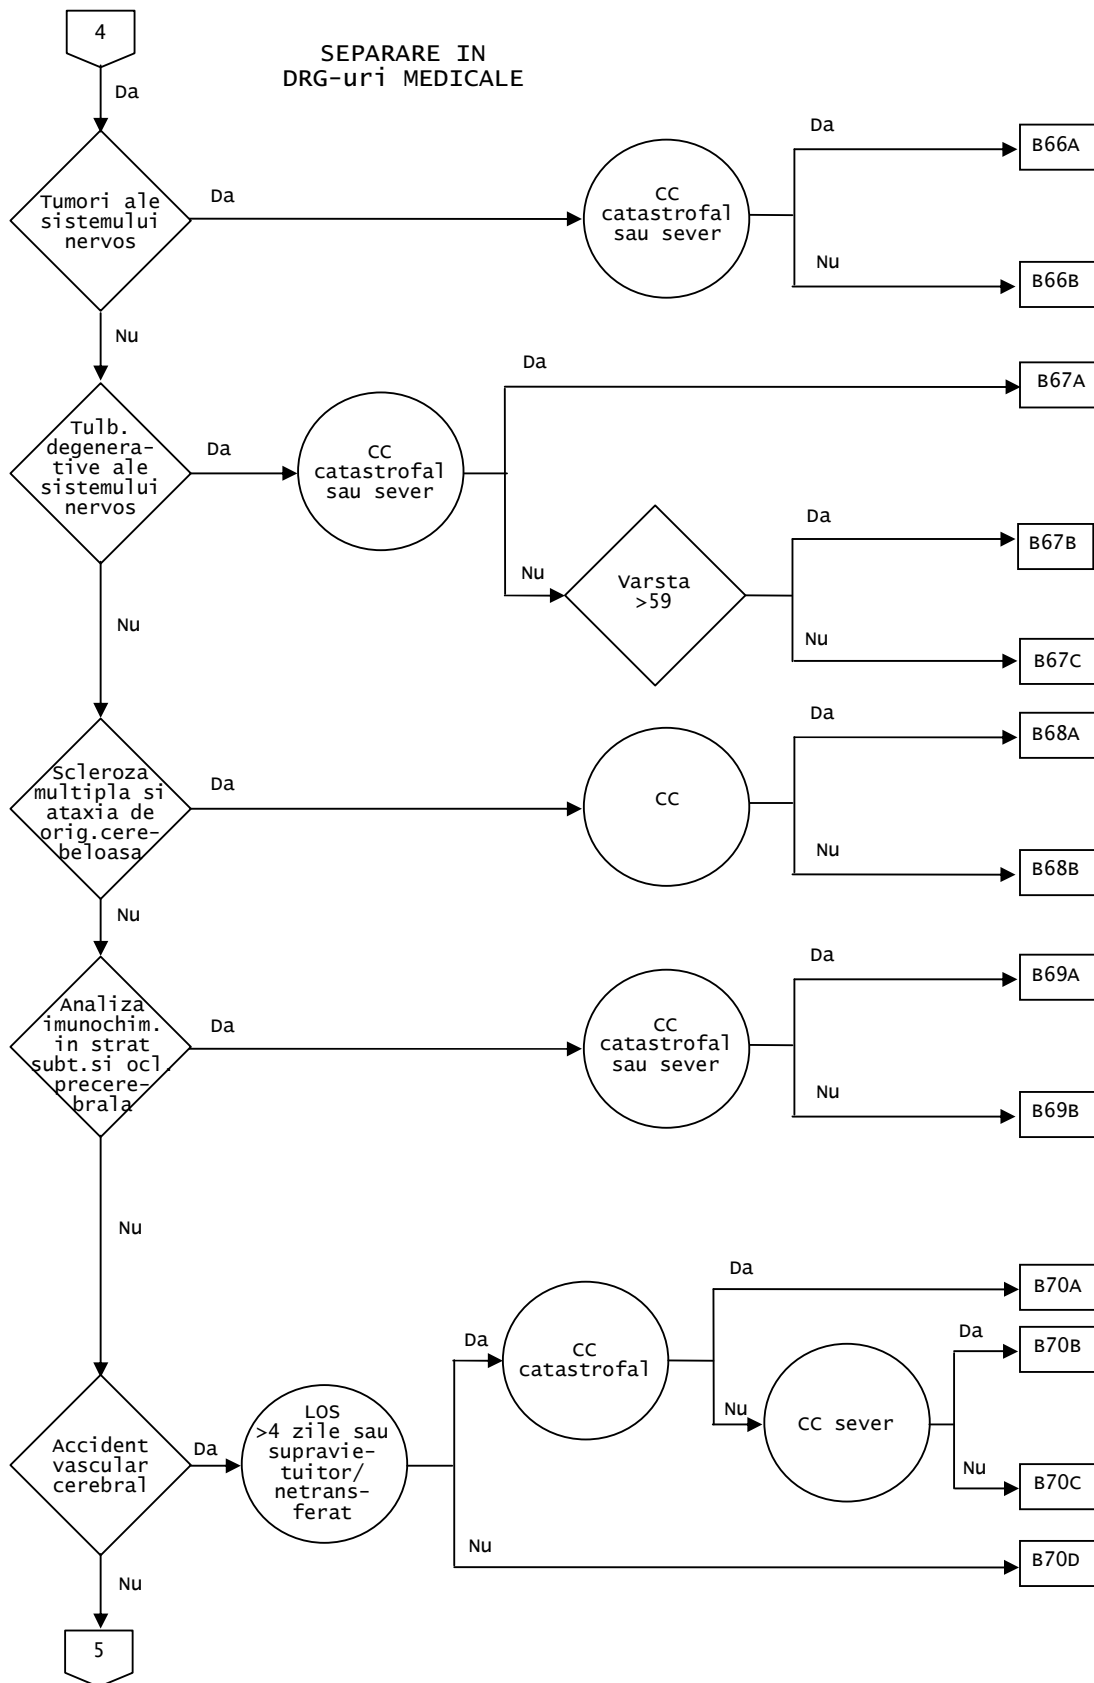 4
SEPARARE IN
DRG-uri MEDICALE
Da
Tumori ale
sistemului
nervos
Da
CC
catastrofal
sau sever
Da
B66A
Nu
B66B
Nu
Tulb.
degenera-
tive ale
sistemului
nervos
Da
CC
catastrofal
sau sever
Da
B67A
Nu
Varsta
>59
Da
B67B
Nu
B67C
Nu
Scleroza
multipla si
ataxia de
orig.cere-
beloasa
Da
CC
Da
B68A
Nu
B68B
Nu
Analiza
imunochim.
in strat
subt.si ocl.
precere-
brala
Da
CC
catastrofal
sau sever
Da
B69A
Nu
B69B
Nu
Accident
vascular
cerebral
Da
LOS
>4 zile sau
supravie-
tuitor/
netrans-
ferat
Da
CC
catastrofal
Da
B70A
Nu
CC sever
Da
B70B
Nu
B70C
Nu
B70D
Nu
5